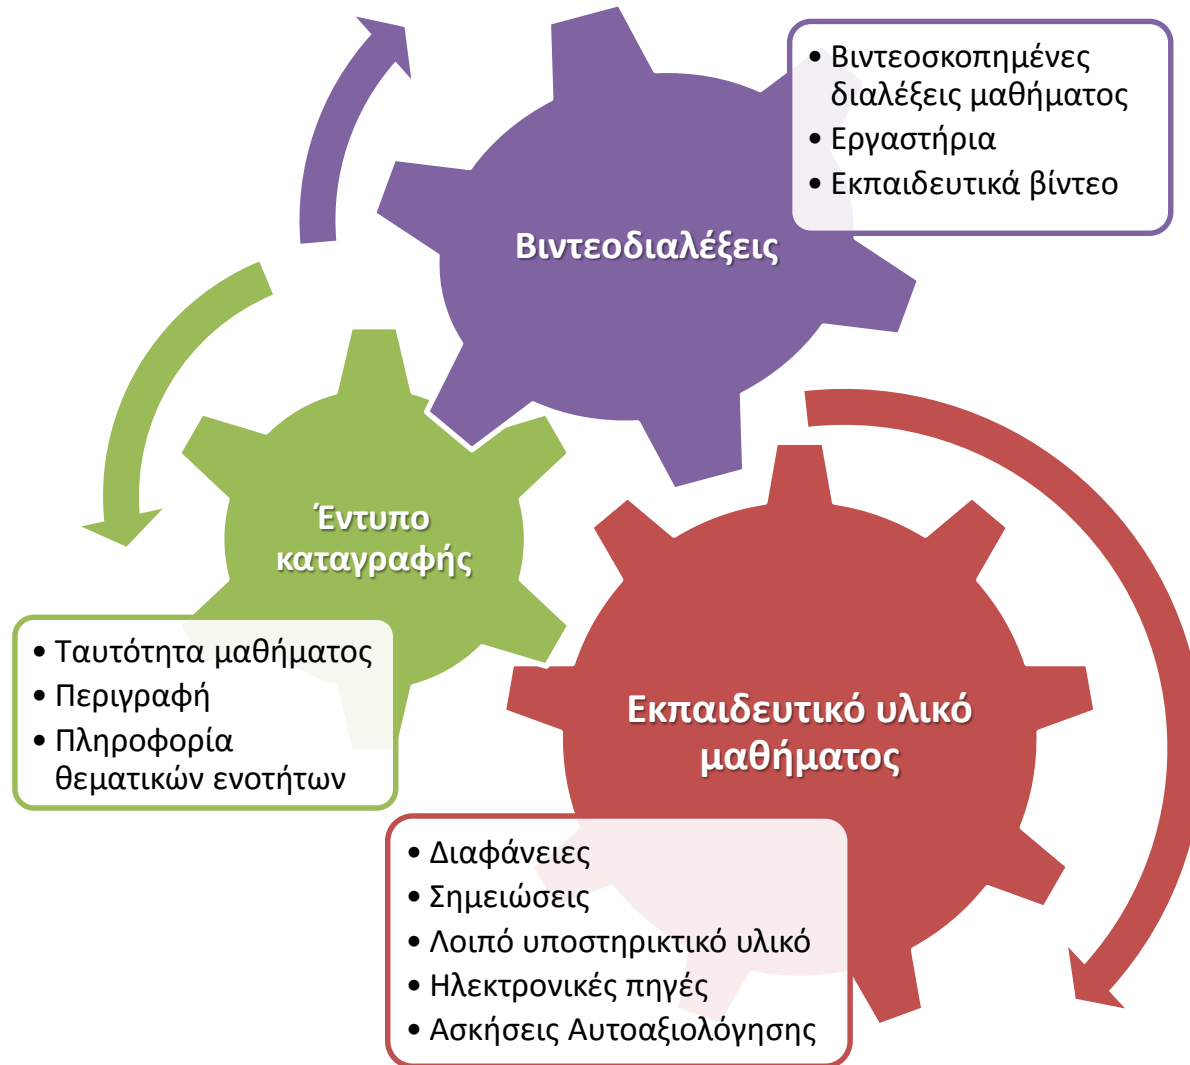 • Βιντεοσκοπημένες
διαλέξεις μαθήματος
• Εργαστήρια
• Εκπαιδευτικά βίντεο
Βιντεοδιαλέξεις
Έντυπο
καταγραφής
• Ταυτότητα μαθήματος
• Περιγραφή
• Πληροφορία
θεματικών ενοτήτων
Εκπαιδευτικό υλικό
μαθήματος
• Διαφάνειες
• Σημειώσεις
• Λοιπό υποστηρικτικό υλικό
• Ηλεκτρονικές πηγές
• Ασκήσεις Αυτοαξιολόγησης